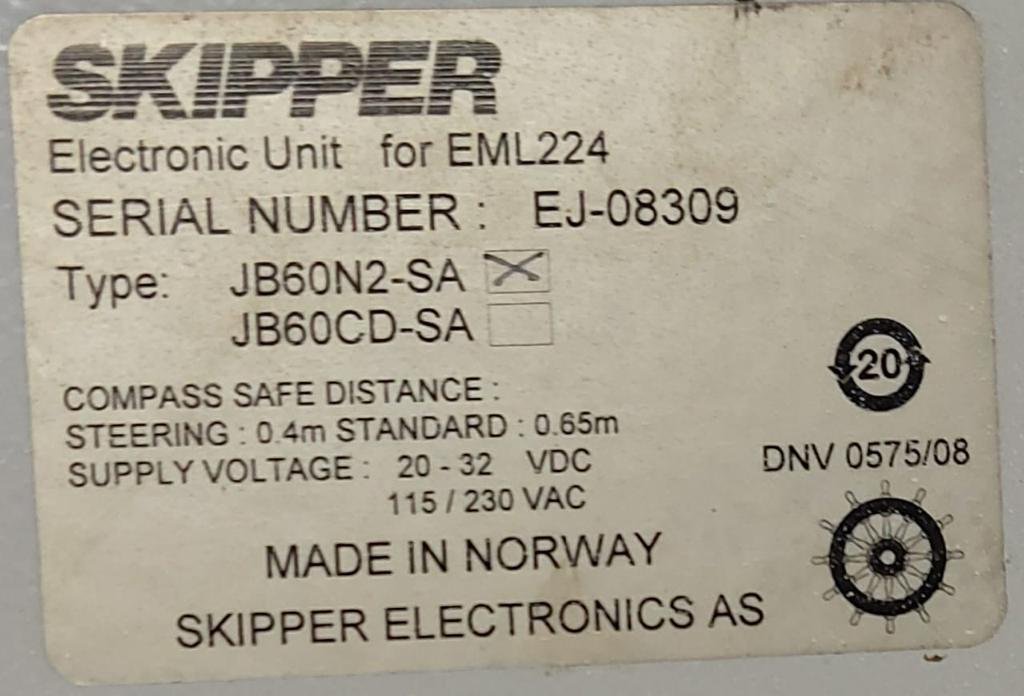 SKIPPER
Electronic Unit for EML224
SERIAL NUMBER : EJ-08309
Type: JB60N2-SA
JB60CD-SA
20
COMPASS SAFE DISTANCE :
STEERING : 0.4m STANDARD : 0.65m
SUPPLY VOLTAGE : 20 - 32 VDC
DNV 0575/08
115 / 230 VAC
MADE IN NORWAY
SKIPPER ELECTRONICS AS